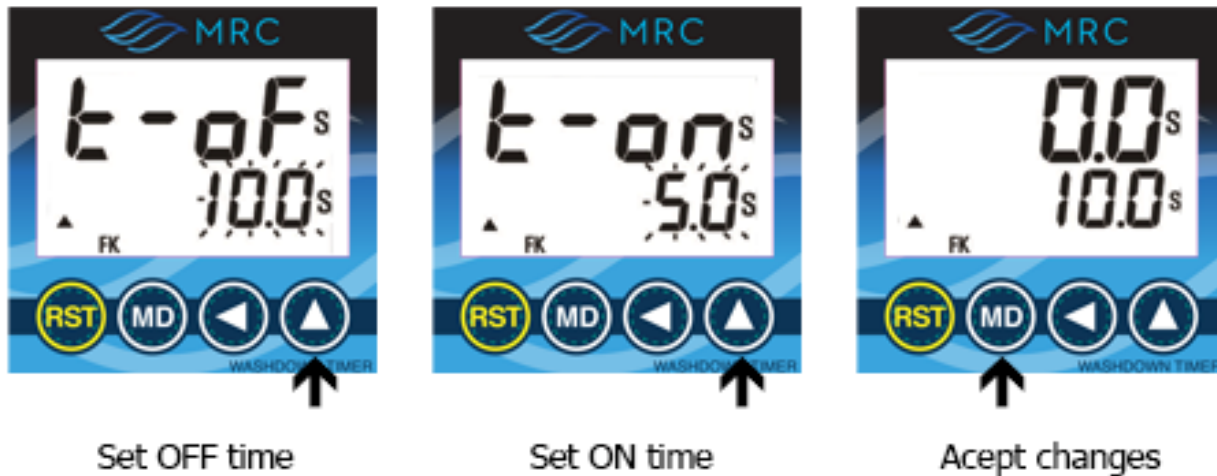 MRC
t-oF s
10.0 s
FK
RST MD
WASHDOWN TIMER
Set OFF time
MRC
t-on s
5.0 s
FK
RST MD
WASHDOWN TIMER
Set ON time
MRC
0.0 s
10.0 s
FK
RST MD
WASHDOWN TIMER
Acept changes